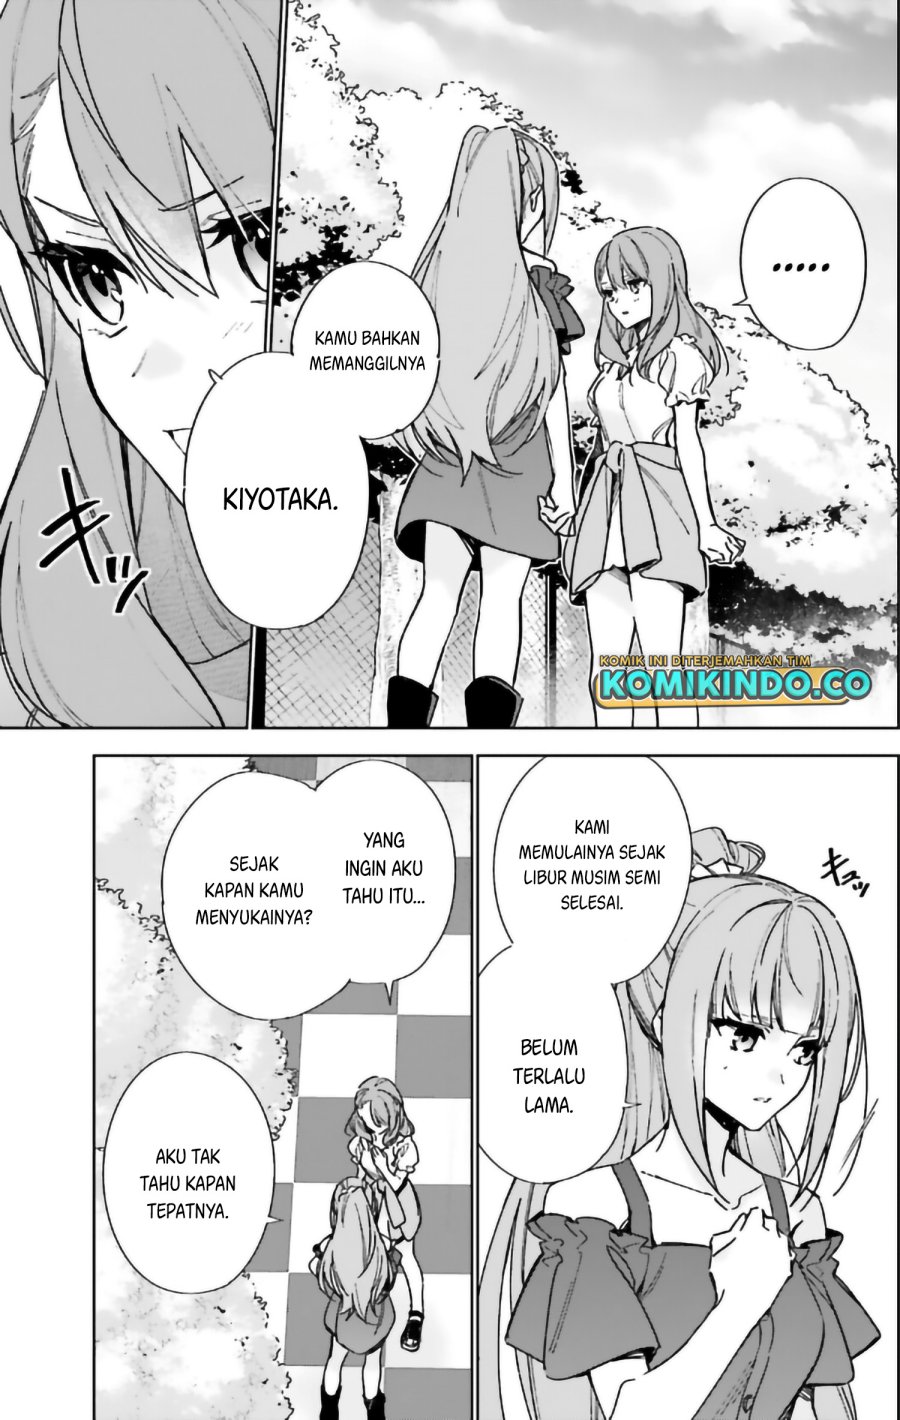 .....
KAMU BAHKAN
MEMANGGILNYA
KIYOTAKA.
キッ
KOMIK INI DITERJEMAHKAN TIM
KOMIKINDO.CO
KAMI
MEMULAINYA SEJAK
LIBUR MUSIM SEMI
SELESAI.
キュッ
BELUM
TERLALU
LAMA.
YANG
INGIN AKU
TAHU ITU...
SEJAK
KAPAN KAMU
MENYUKAINYA?
AKU TAK
TAHU KAPAN
TEPATNYA.